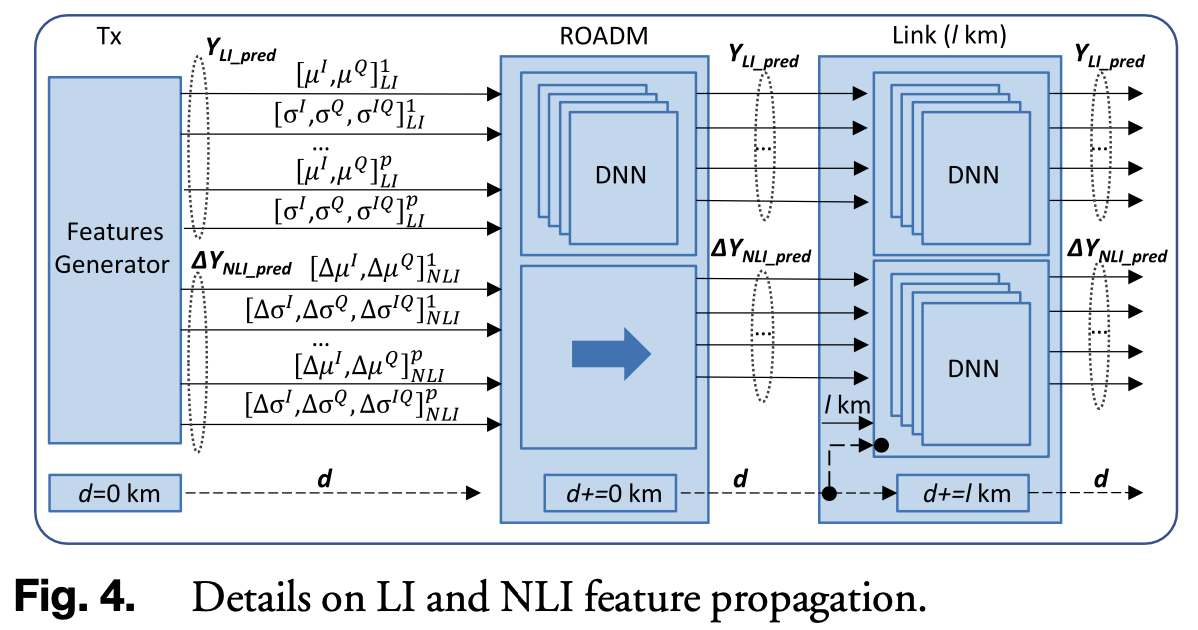 Tx
ROADM
Link (l km)
Y_LI_pred
Y_LI_pred
Y_LI_pred
[μ^I,μ^Q]^1_LI
[σ^I,σ^Q,σ^IQ]^1_LI
...
[μ^I,μ^Q]^p_LI
[σ^I,σ^Q,σ^IQ]^p_LI
Features
Generator
DNN
...
DNN
...
ΔY_NLI_pred
ΔY_NLI_pred
ΔY_NLI_pred
[Δμ^I,Δμ^Q]^1_NLI
[Δσ^I,Δσ^Q,Δσ^IQ]^1_NLI
...
[Δμ^I,Δμ^Q]^p_NLI
[Δσ^I,Δσ^Q,Δσ^IQ]^p_NLI
...
DNN
...
l km
d=0 km
d
d+=0 km
d
d+=l km
d
Fig. 4. Details on LI and NLI feature propagation.